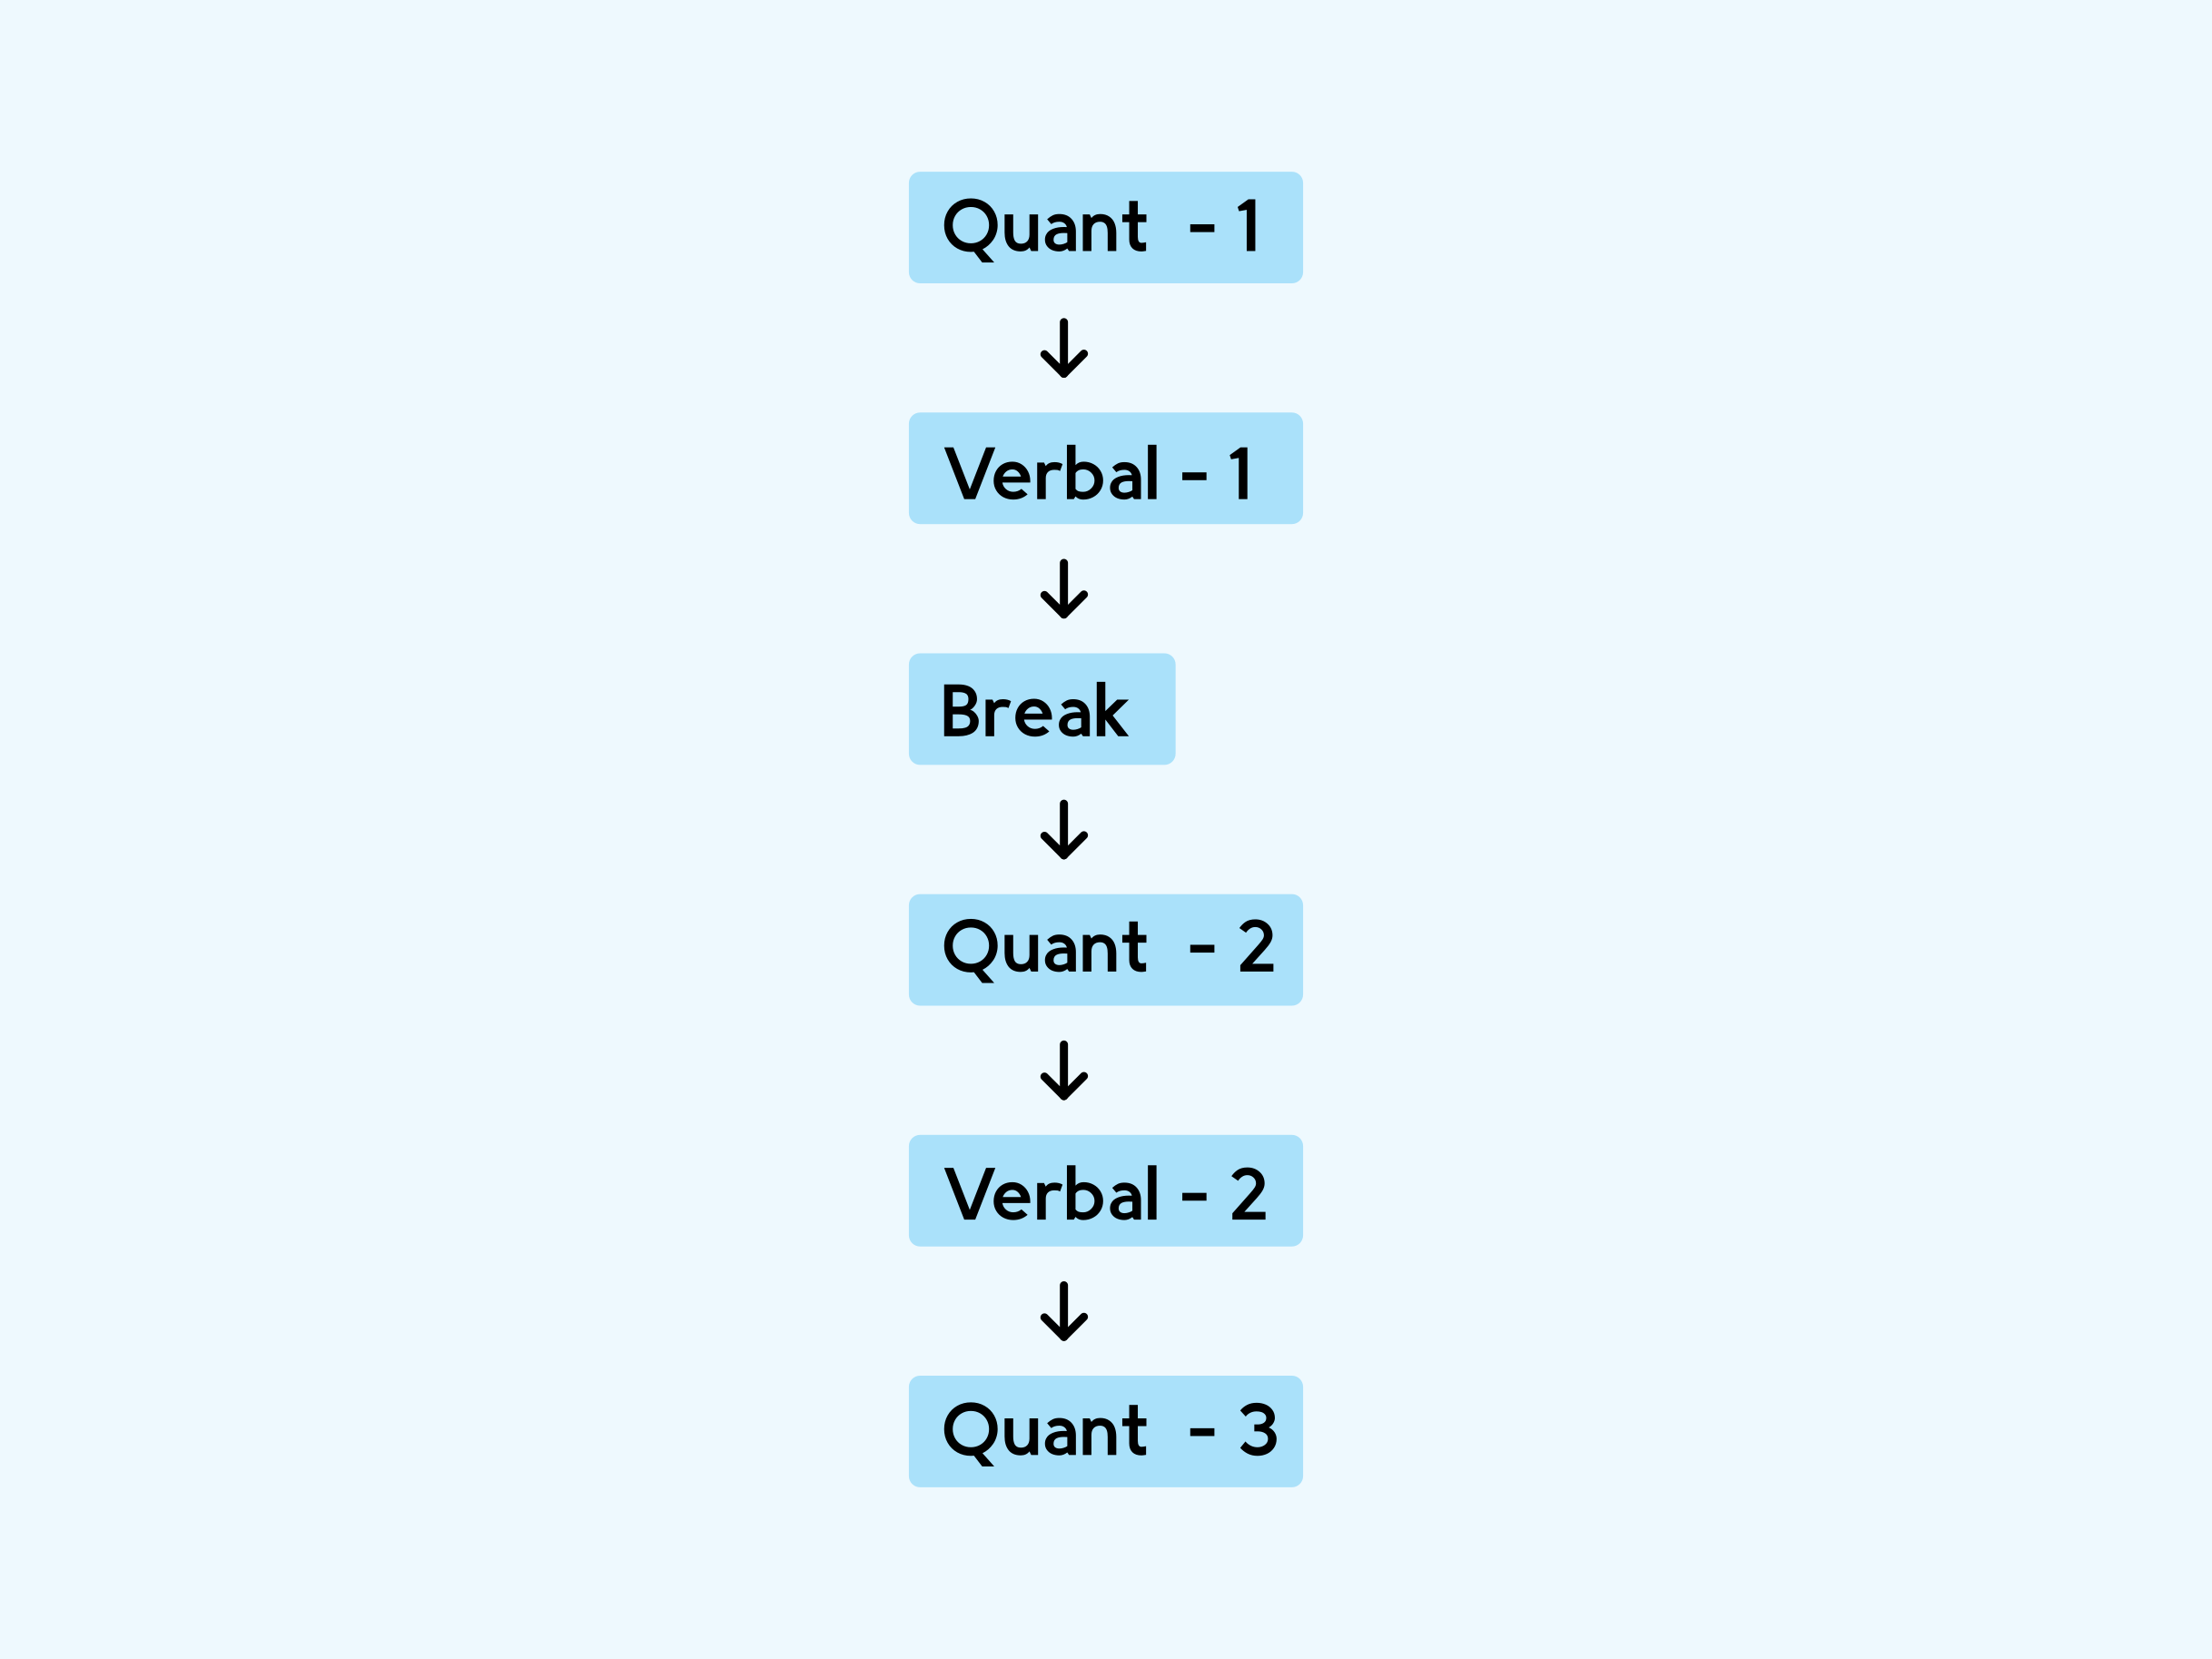 Quant - 1
Verbal - 1
Break
Quant - 2
Verbal - 2
Quant - 3